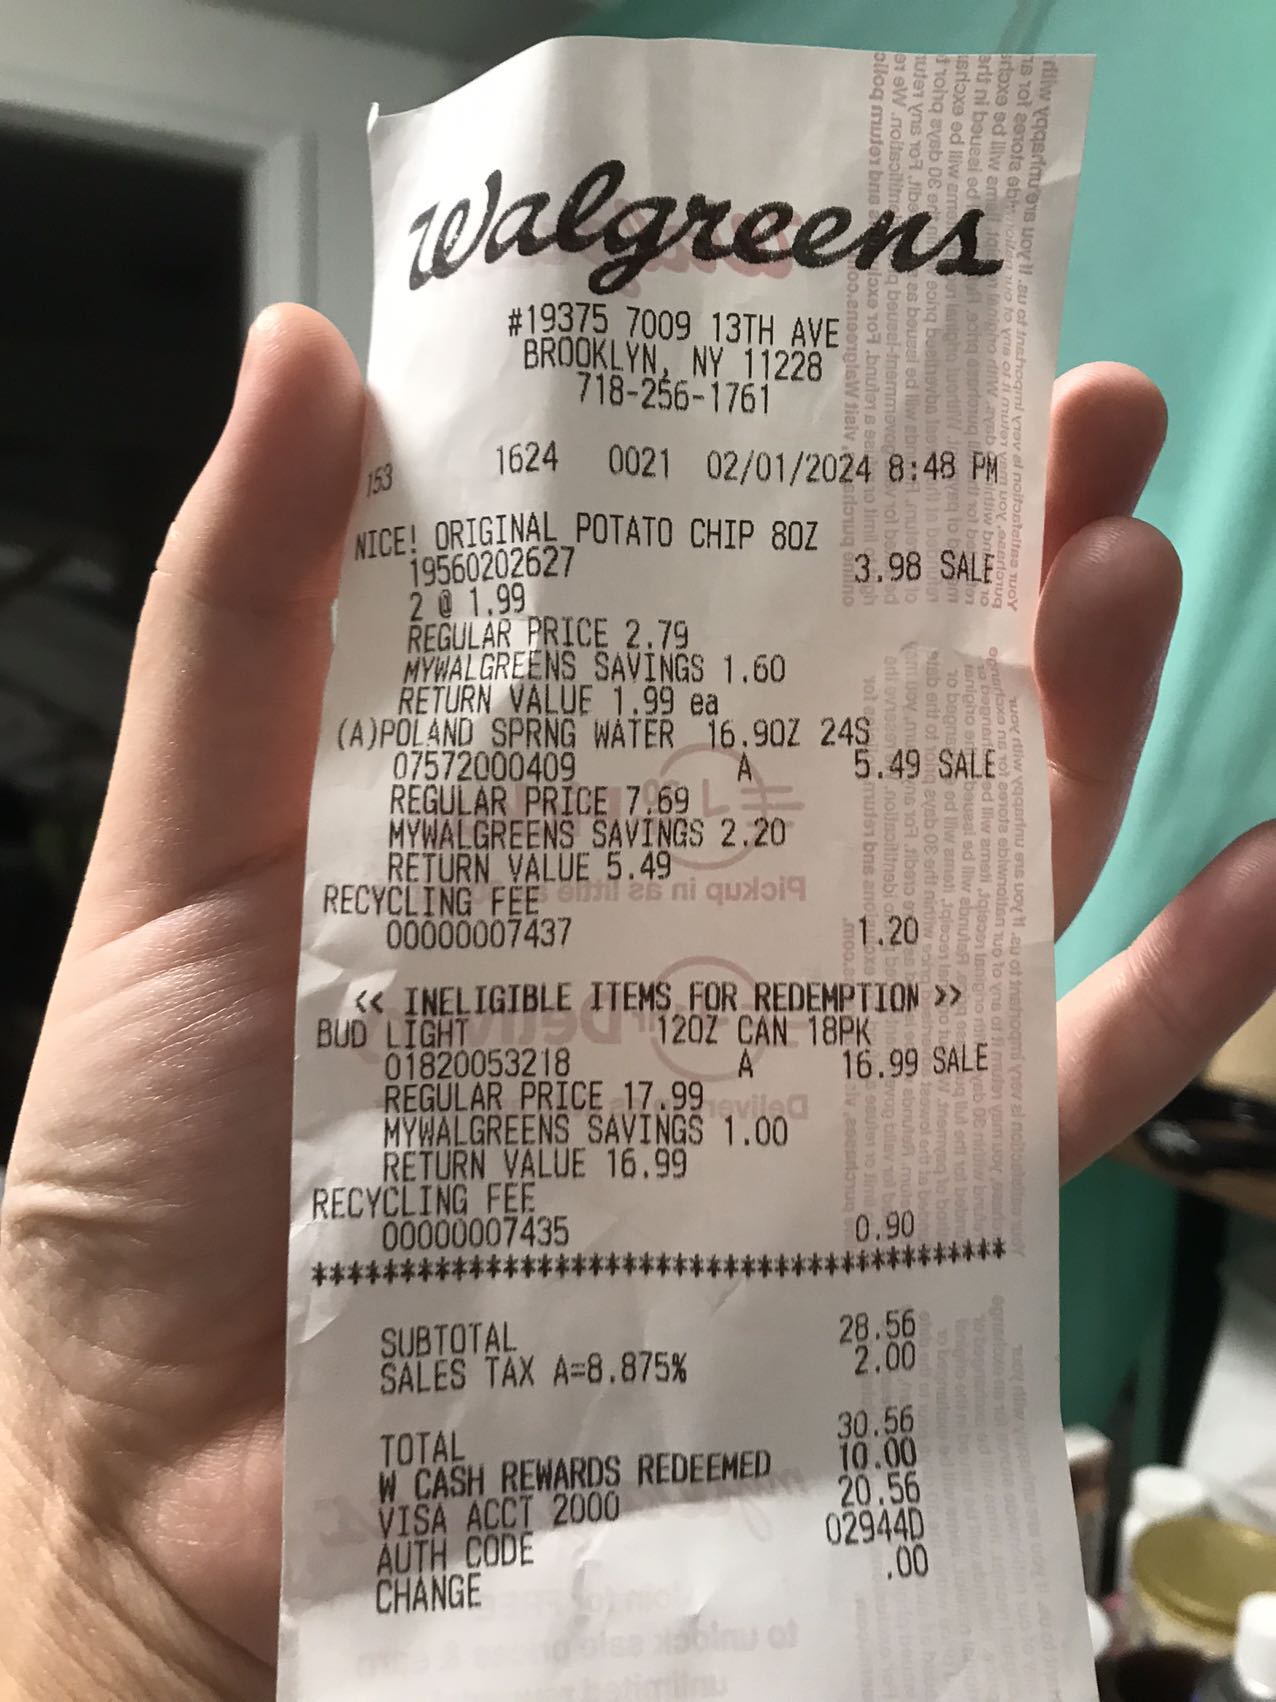 Walgreens
#19375 7009 13TH AVE
BROOKLYN, NY 11228
718-256-1761
153 1624 0021 02/01/2024 8:48 PM
NICE! ORIGINAL POTATO CHIP 8OZ
19560202627 3.98 SALE
2 @ 1.99
REGULAR PRICE 2.79
MYWALGREENS SAVINGS 1.60
RETURN VALUE 1.99 ea
(A)POLAND SPRNG WATER 16.9OZ 24S
07572000409 A 5.49 SALE
REGULAR PRICE 7.69
MYWALGREENS SAVINGS 2.20
RETURN VALUE 5.49
RECYCLING FEE
00000007437 1.20
<< INELIGIBLE ITEMS FOR REDEMPTION >>
BUD LIGHT 12OZ CAN 18PK
01820053218 A 16.99 SALE
REGULAR PRICE 17.99
MYWALGREENS SAVINGS 1.00
RETURN VALUE 16.99
RECYCLING FEE
00000007435 0.90
****************************************
SUBTOTAL 28.56
SALES TAX A=8.875% 2.00
TOTAL 30.56
W CASH REWARDS REDEEMED 10.00
VISA ACCT 2000 20.56
AUTH CODE 02944D
CHANGE .00